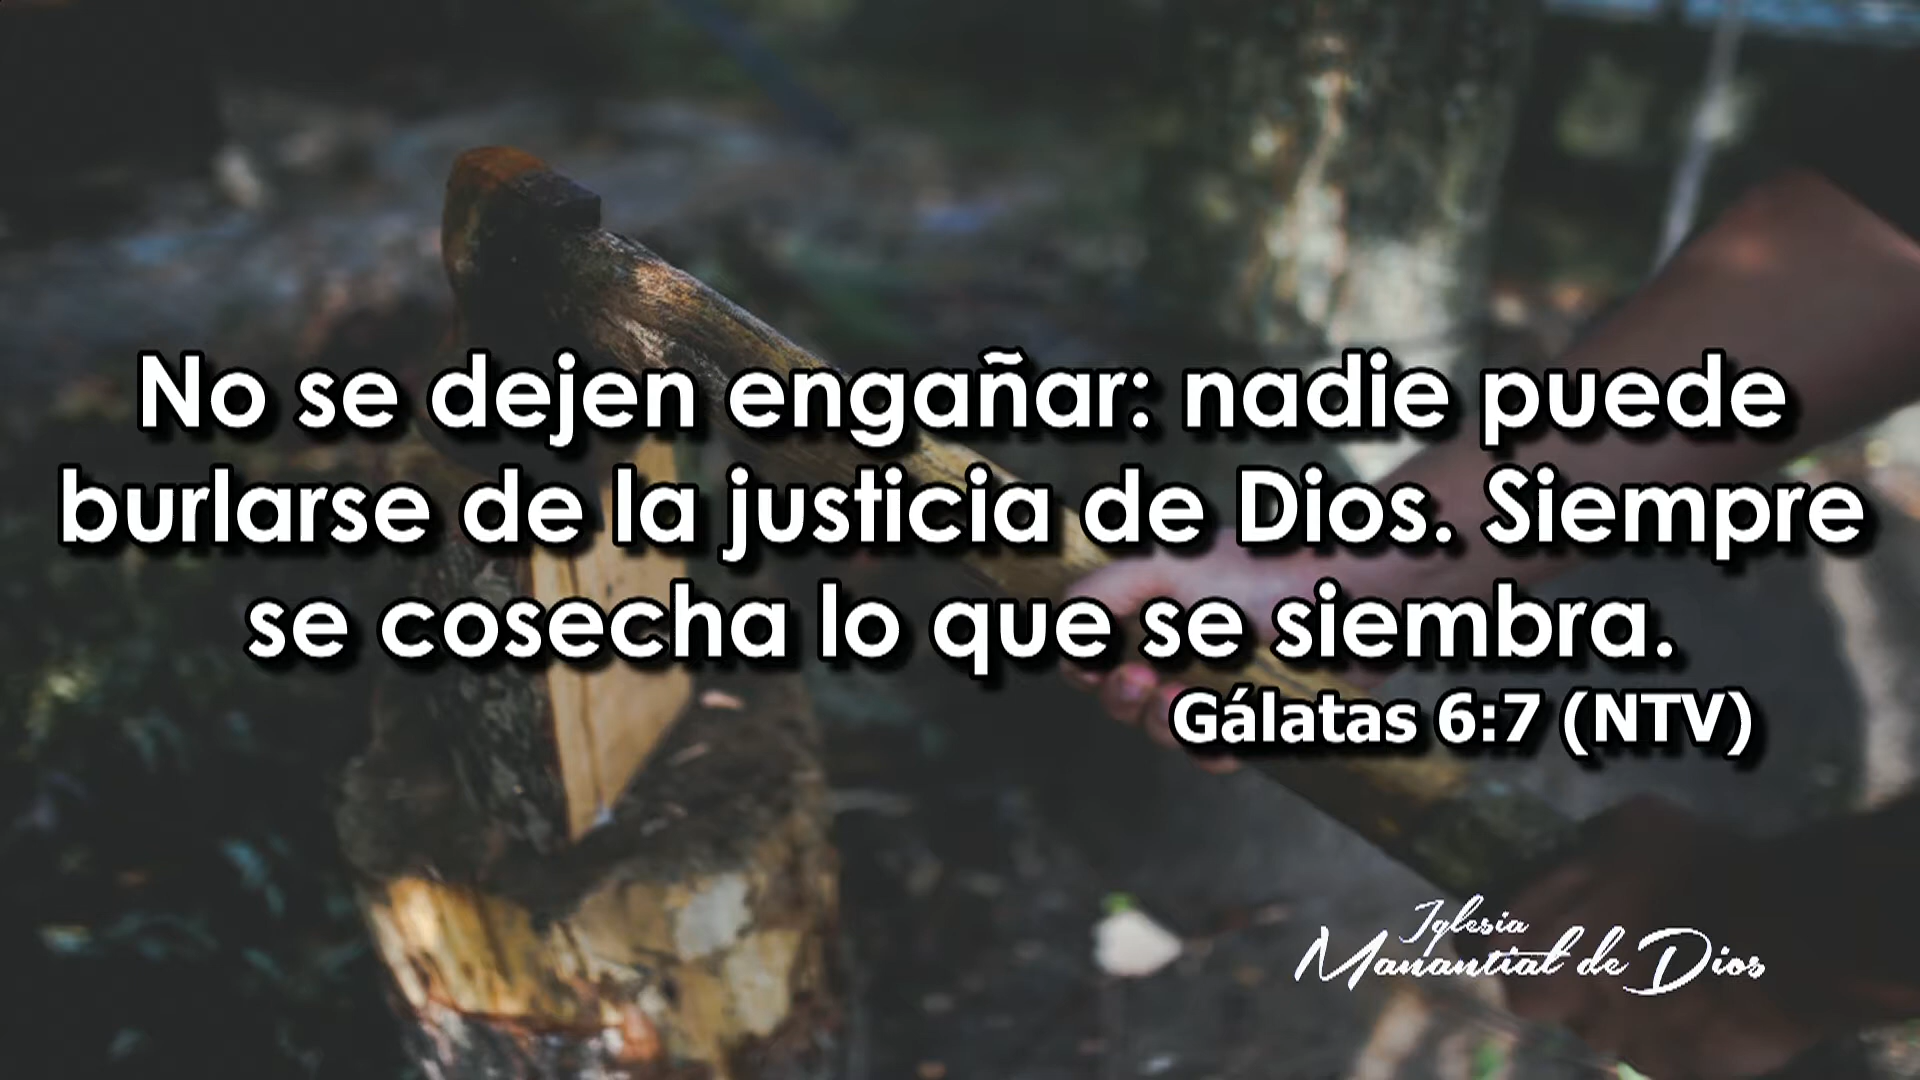 No se dejen engañar: nadie puede
burlarse de la justicia de Dios. Siempre
se cosecha lo que se siembra.
Gálatas 6:7 (NTV)
Iglesia
Manantial de Dios